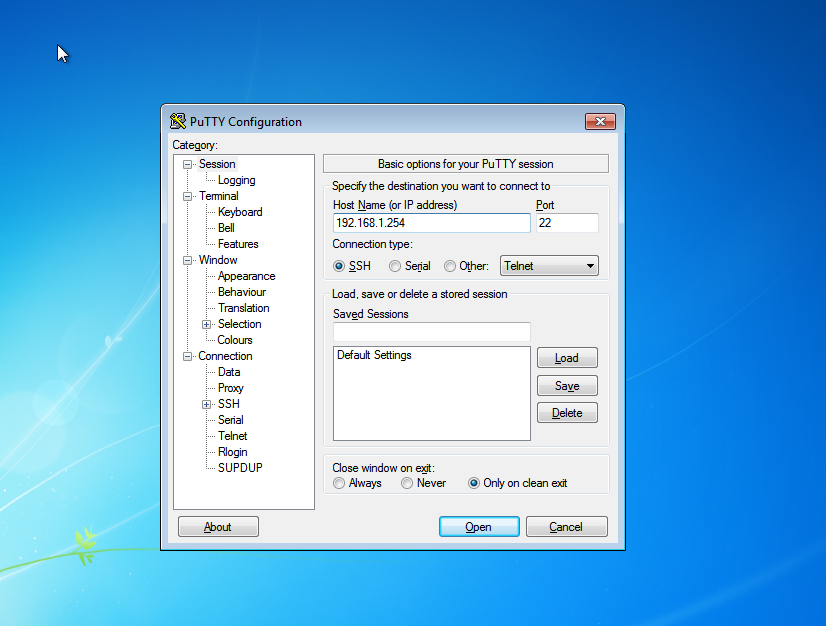 PuTTY Configuration
Category:
Session
Logging
Terminal
Keyboard
Bell
Features
Window
Appearance
Behaviour
Translation
Selection
Colours
Connection
Data
Proxy
SSH
Serial
Telnet
Rlogin
SUPDUP
Basic options for your PuTTY session
Specify the destination you want to connect to
Host Name (or IP address) Port
192.168.1.254 22
Connection type:
SSH Serial Other: Telnet
Load, save or delete a stored session
Saved Sessions
Default Settings
Load
Save
Delete
Close window on exit:
Always Never Only on clean exit
About Open Cancel